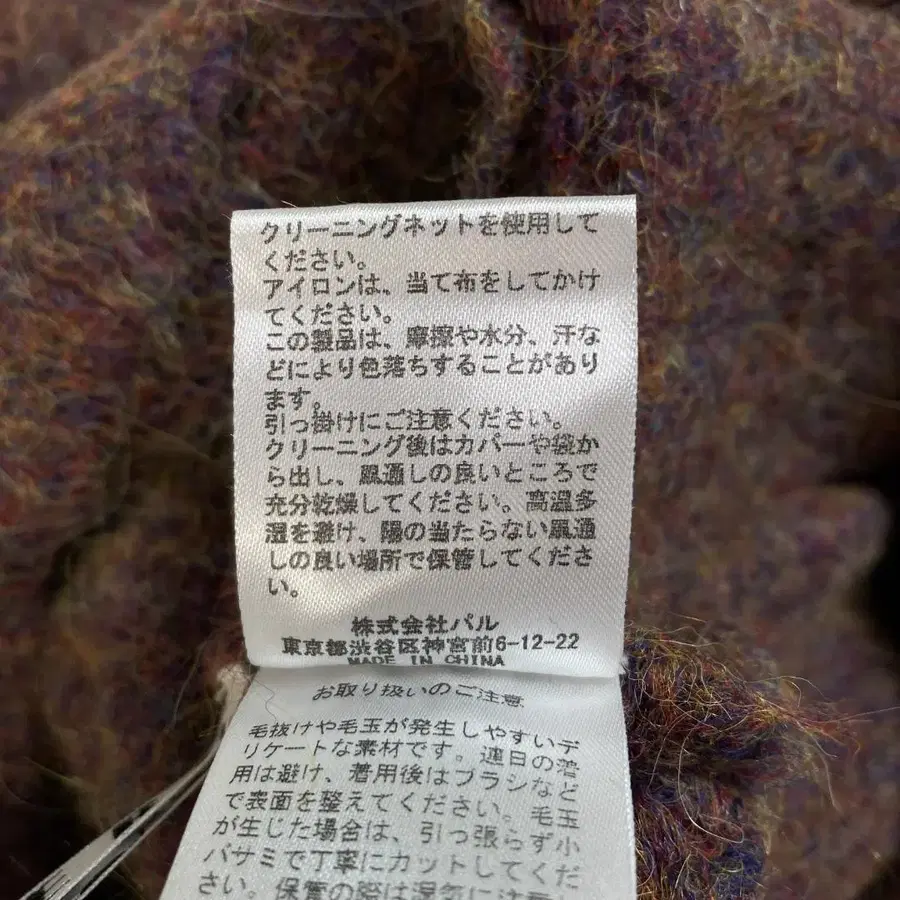 クリーニングネットを使用して
ください。
アイロンは、当て布をしてかけ
てください。
この製品は、摩擦や水分、汗な
どにより色落ちすることがあり
ます。
引っ掛けにご注意ください。
クリーニング後はカバーや袋か
ら出し、風通しの良いところで
充分乾燥してください。高温多
湿を避け、陽の当たらない風通
しの良い場所で保管してくださ
い。
株式会社パル
東京都渋谷区神宮前6-12-22
MADE IN CHINA
お取り扱いのご注意
毛抜けや毛玉が発生しやすいデ
リケートな素材です。連日の着
用は避け、着用後はブラシなど
で表面を整えてください。毛玉
が生じた場合は、引っ張らず小
バサミで丁寧にカットしてくだ
さい。保管の際は湿気に注意し